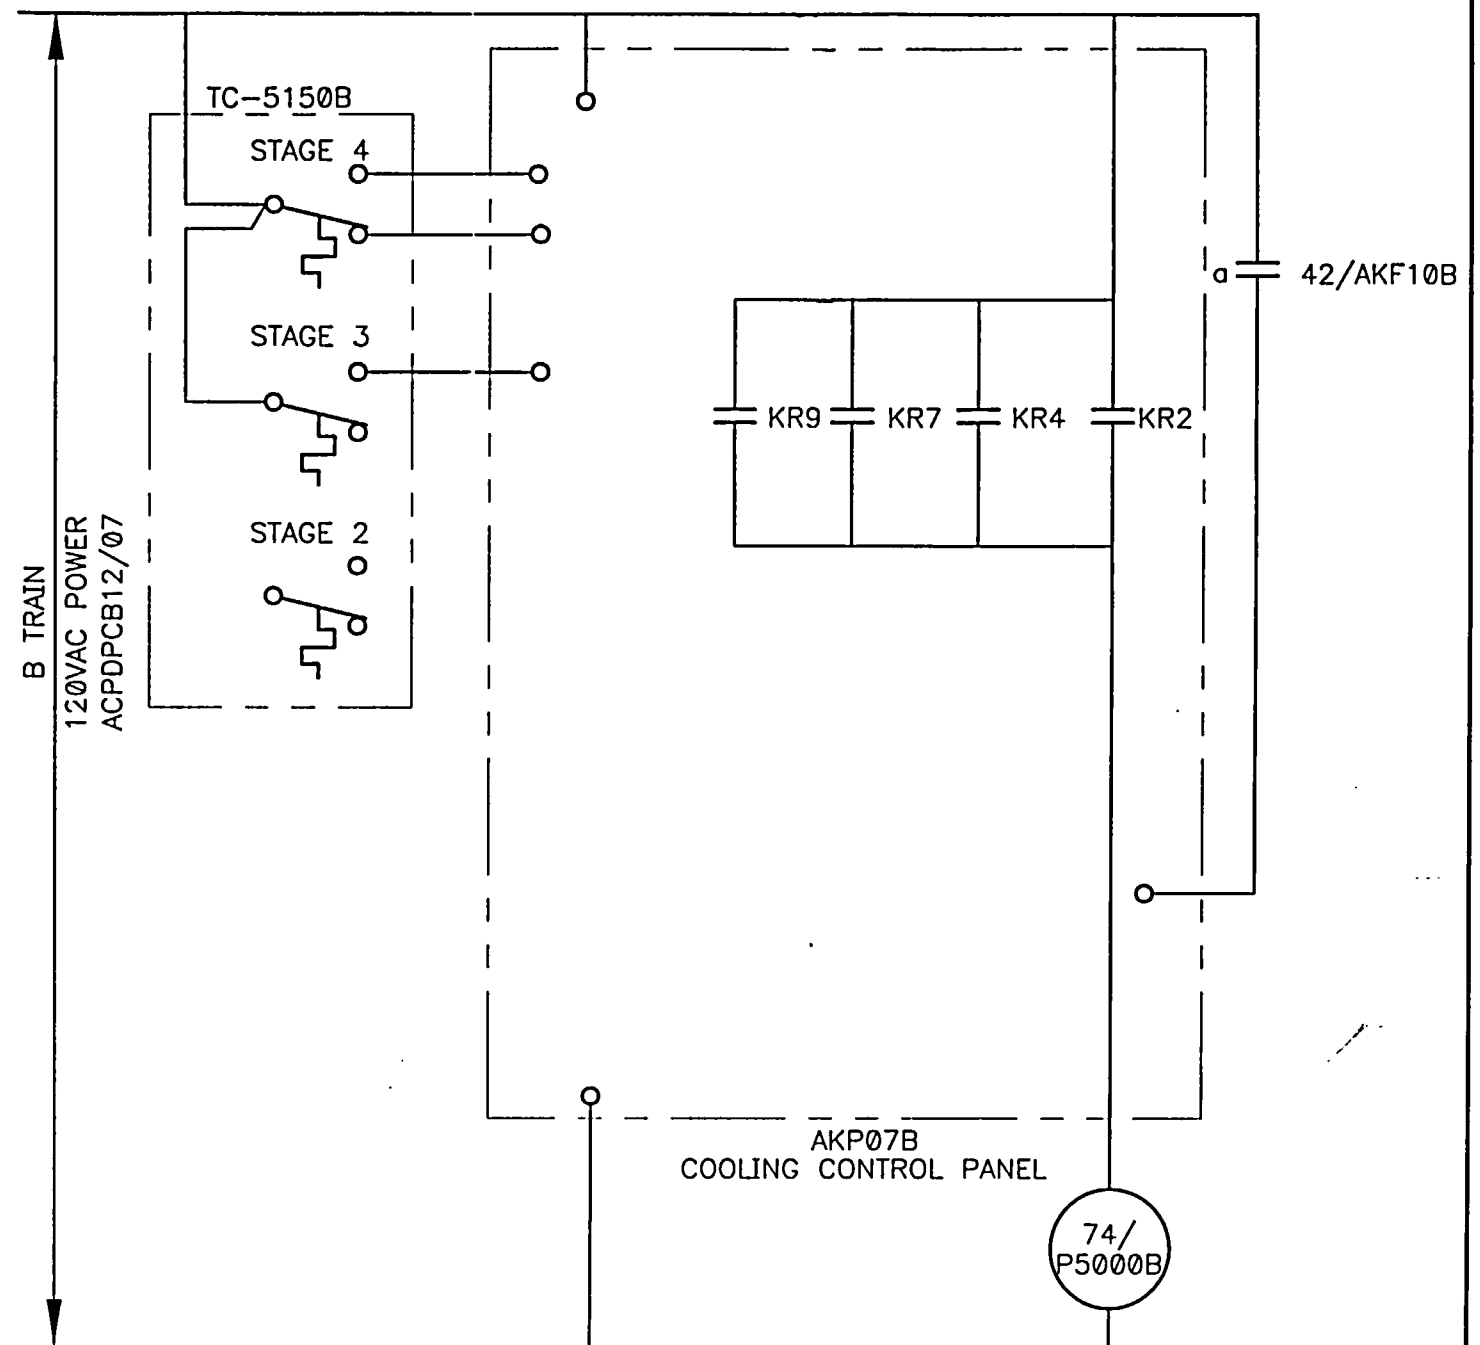 TC-5150B
STAGE 4
STAGE 3
STAGE 2
B TRAIN
120VAC POWER
ACPDPCB12/07
a
42/AKF10B
KR9
KR7
KR4
KR2
AKP07B
COOLING CONTROL PANEL
74/
P5000B